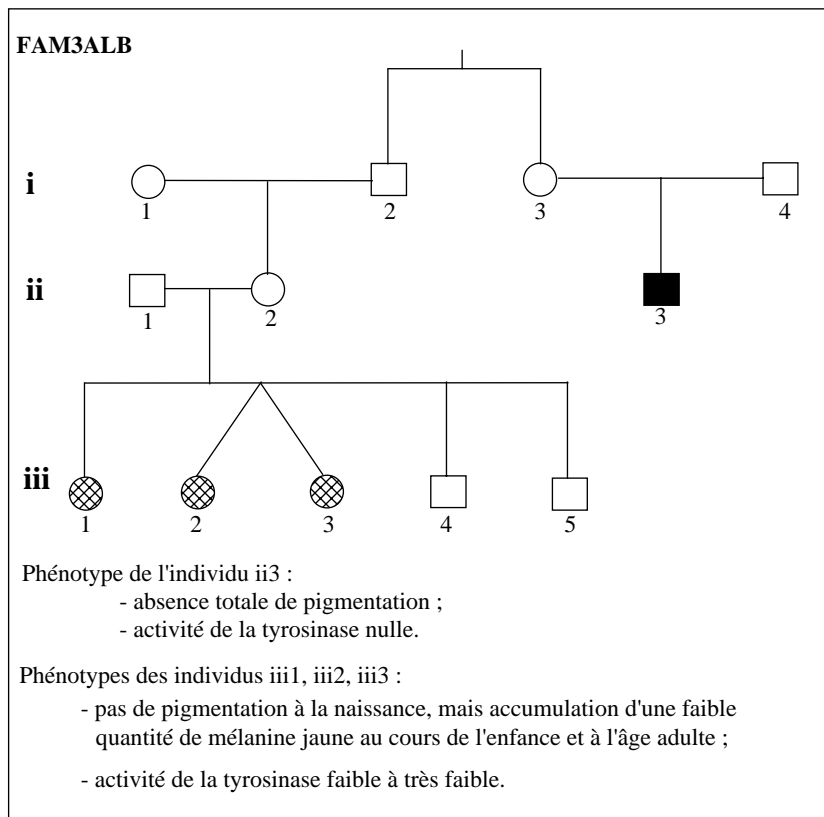 FAM3ALB
i
1
2
3
4
ii
1
2
3
iii
1
2
3
4
5
Phénotype de l'individu ii3 :
- absence totale de pigmentation ;
- activité de la tyrosinase nulle.
Phénotypes des individus iii1, iii2, iii3 :
- pas de pigmentation à la naissance, mais accumulation d'une faible
quantité de mélanine jaune au cours de l'enfance et à l'âge adulte ;
- activité de la tyrosinase faible à très faible.